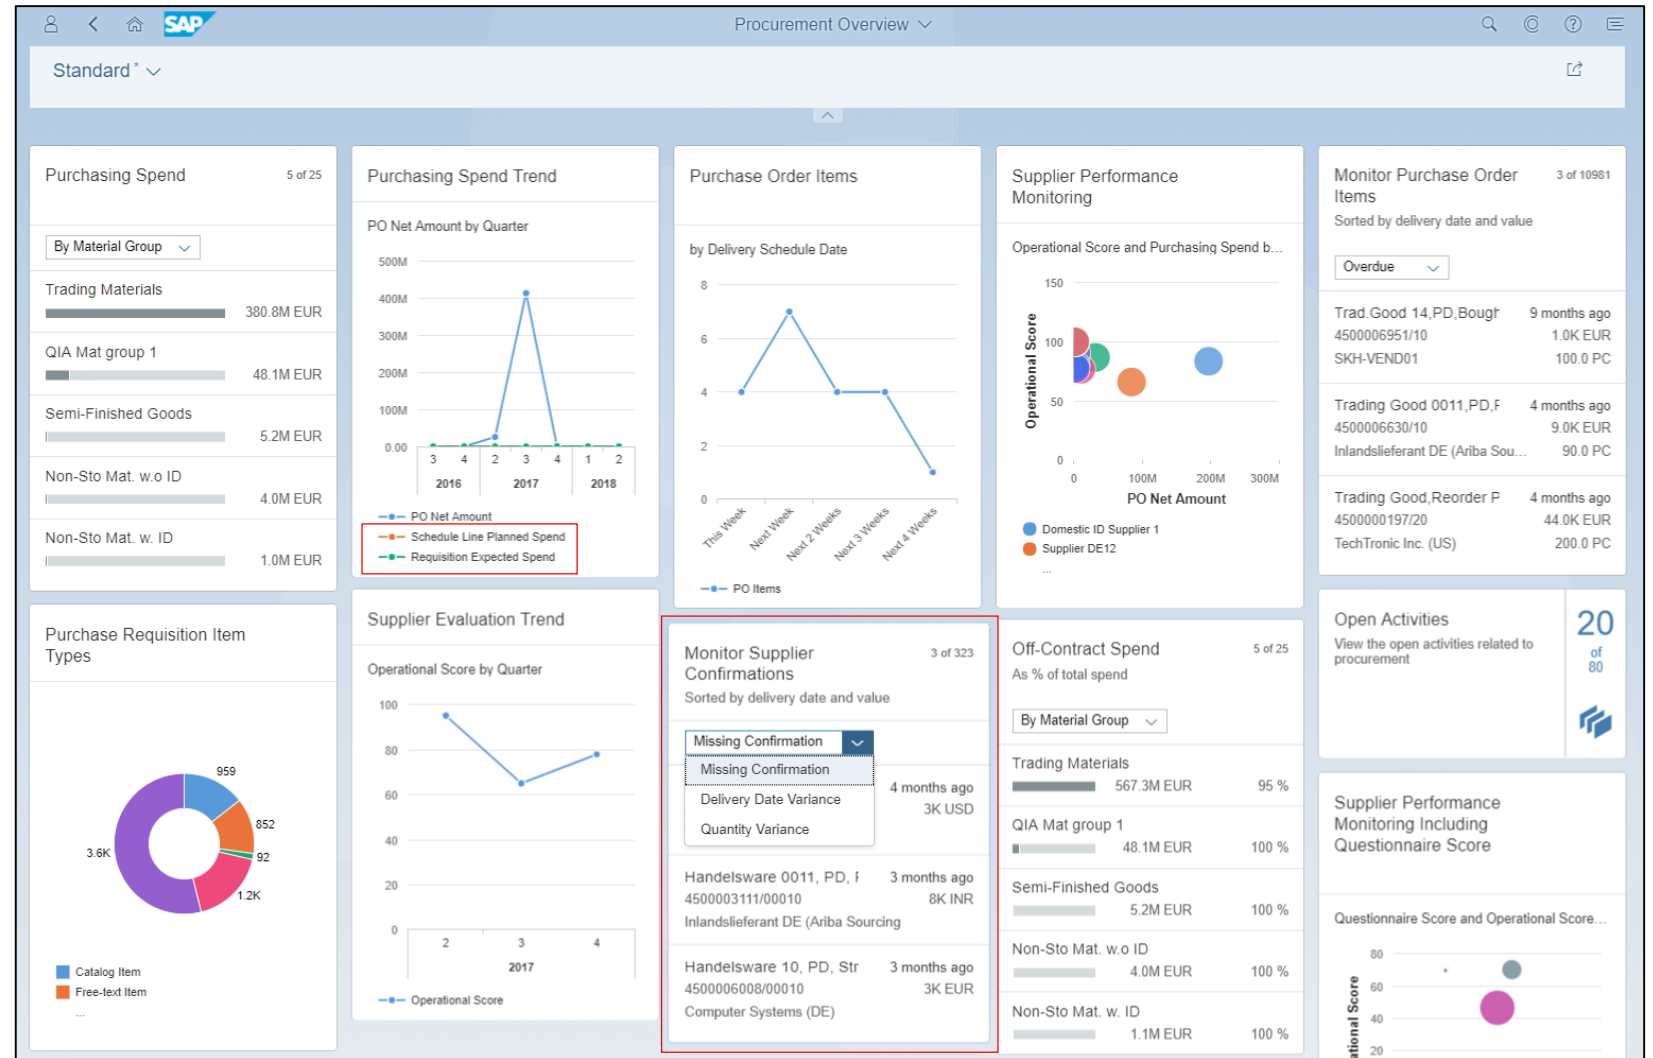 SAP
Procurement Overview
Standard *
Purchasing Spend
5 of 25
By Material Group
Trading Materials
380.8M EUR
QIA Mat group 1
48.1M EUR
Semi-Finished Goods
5.2M EUR
Non-Sto Mat. w.o ID
4.0M EUR
Non-Sto Mat. w. ID
1.0M EUR
Purchasing Spend Trend
PO Net Amount by Quarter
500M
400M
300M
200M
100M
0.00
3 4 2 3 4 1 2
2016 2017 2018
PO Net Amount
Schedule Line Planned Spend
Requisition Expected Spend
Purchase Order Items
by Delivery Schedule Date
8
6
4
2
0
This Week
Next Week
Next 2 Weeks
Next 3 Weeks
Next 4 Weeks
PO Items
Supplier Performance
Monitoring
Operational Score and Purchasing Spend b...
Operational Score
150
100
50
0
0 100M 200M 300M
PO Net Amount
Domestic ID Supplier 1
Supplier DE12
...
Monitor Purchase Order
Items
3 of 10981
Sorted by delivery date and value
Overdue
Trad.Good 14,PD,Bough 9 months ago
4500006951/10 1.0K EUR
SKH-VEND01 100.0 PC
Trading Good 0011,PD,F 4 months ago
4500006630/10 9.0K EUR
Inlandslieferant DE (Ariba Sou... 90.0 PC
Trading Good,Reorder P 4 months ago
4500000197/20 44.0K EUR
TechTronic Inc. (US) 200.0 PC
Purchase Requisition Item
Types
959
852
92
1.2K
3.6K
Catalog Item
Free-text Item
...
Supplier Evaluation Trend
Operational Score by Quarter
100
80
60
40
20
0
2 3 4
2017
Operational Score
Monitor Supplier
Confirmations
3 of 323
Sorted by delivery date and value
Missing Confirmation
Missing Confirmation
Delivery Date Variance
Quantity Variance
4 months ago
3K USD
Handelsware 0011, PD, F 3 months ago
4500003111/00010 8K INR
Inlandslieferant DE (Ariba Sourcing
Handelsware 10, PD, Str 3 months ago
4500006008/00010 3K EUR
Computer Systems (DE)
Off-Contract Spend
5 of 25
As % of total spend
By Material Group
Trading Materials
567.3M EUR 95 %
QIA Mat group 1
48.1M EUR 100 %
Semi-Finished Goods
5.2M EUR 100 %
Non-Sto Mat. w.o ID
4.0M EUR 100 %
Non-Sto Mat. w. ID
1.1M EUR 100 %
Open Activities
View the open activities related to
procurement
20
of
80
Supplier Performance
Monitoring Including
Questionnaire Score
Questionnaire Score and Operational Score...
80
60
40
20
ational Score